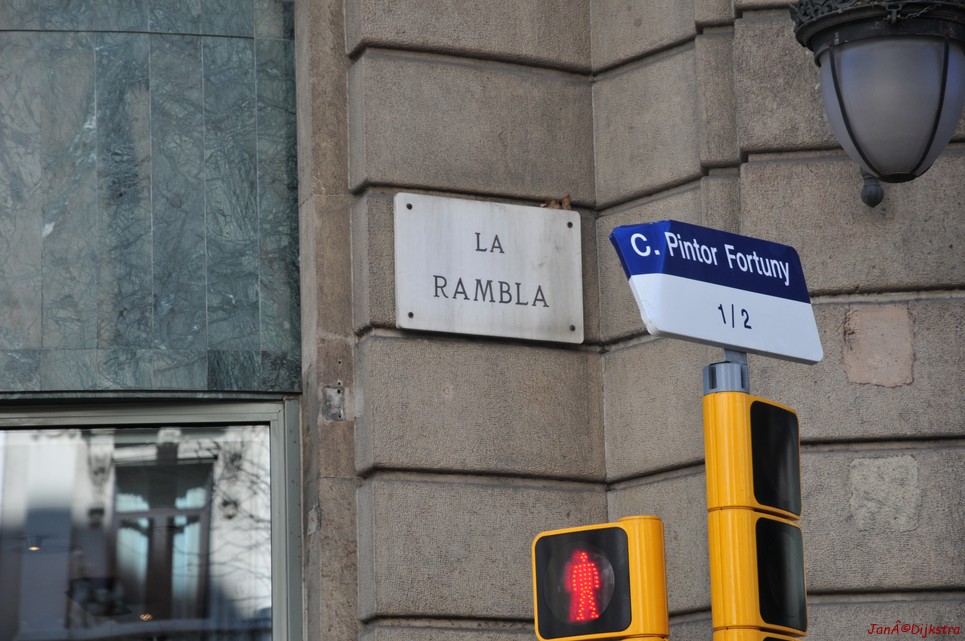 LA
RAMBLA
C. Pintor Fortuny
1/2
JanÂ©Dijkstra